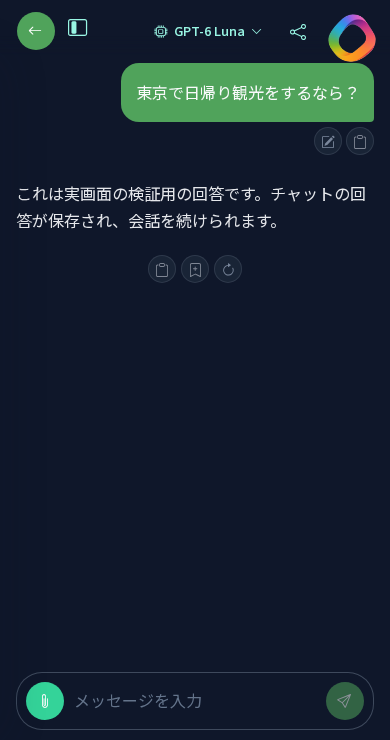 GPT-6 Luna
東京で日帰り観光をするなら？
これは実画面の検証用の回答です。チャットの回
答が保存され、会話を続けられます。
メッセージを入力